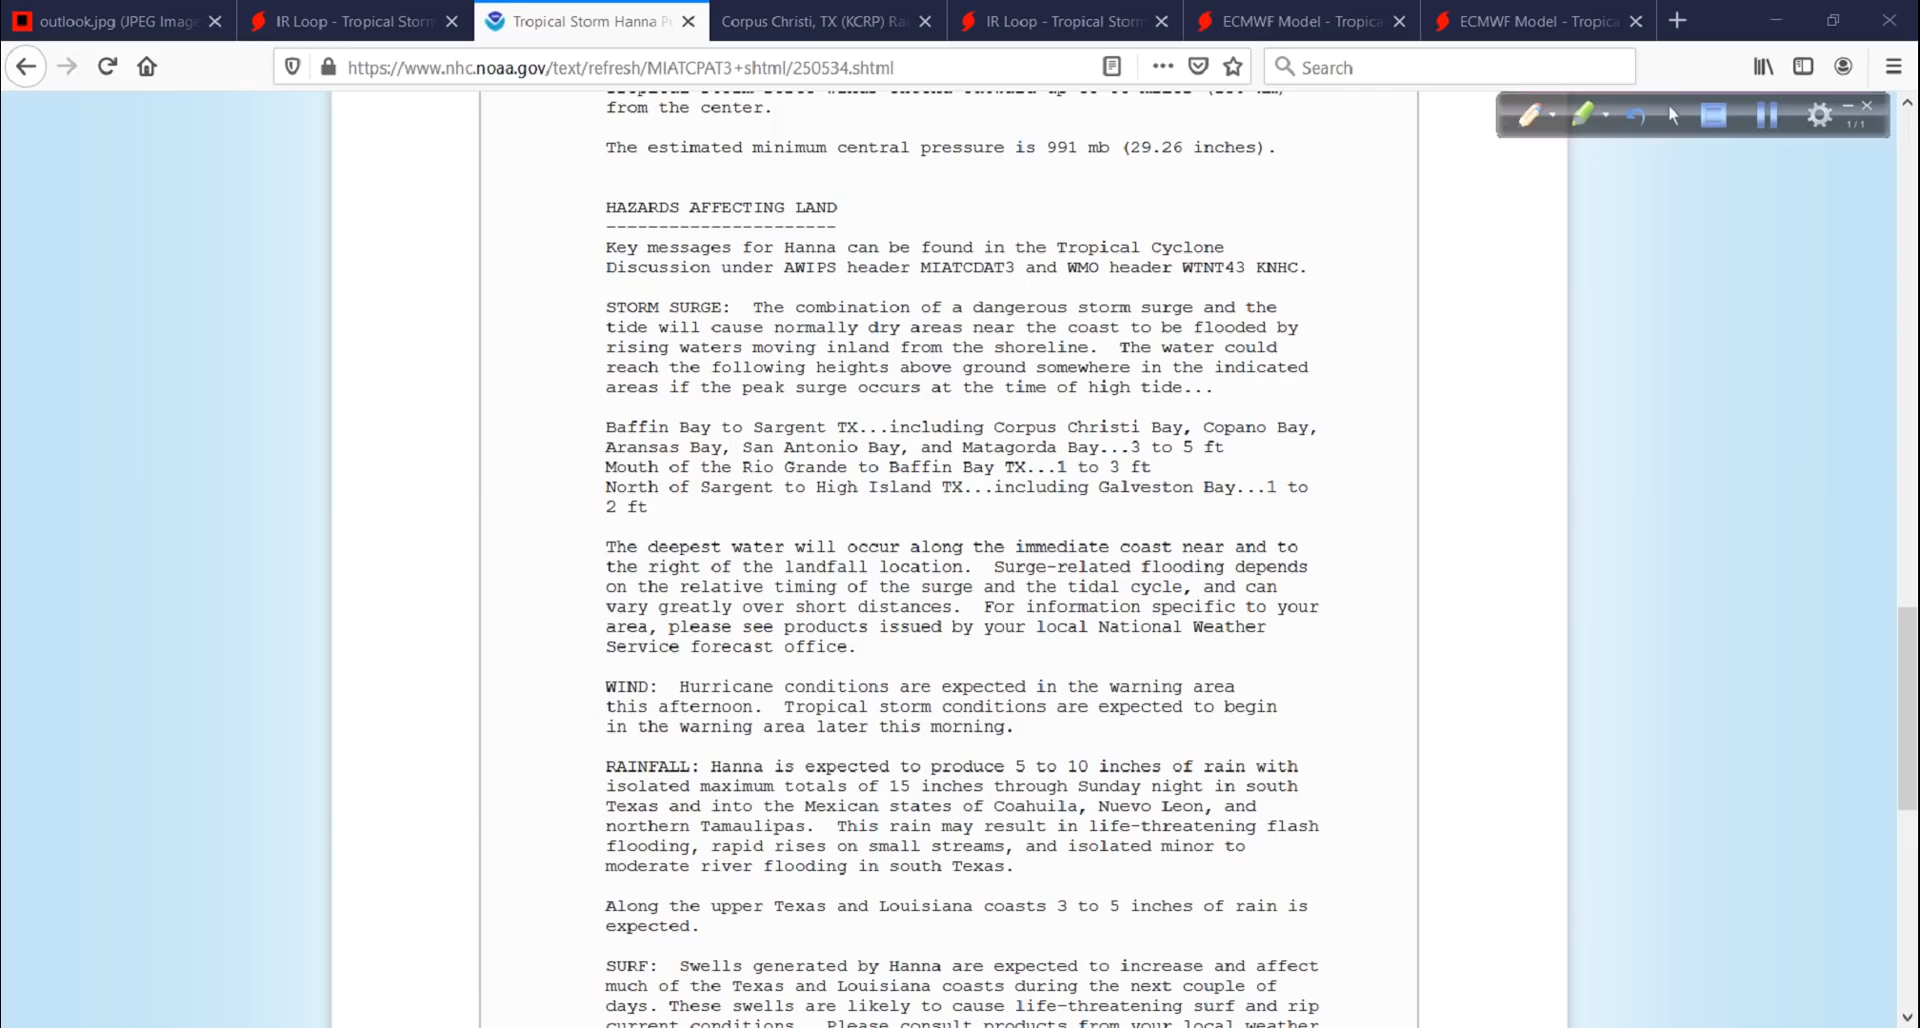 outlook.jpg (JPEG Imag
IR Loop - Tropical Storm
Tropical Storm Hanna P
Corpus Christi, TX (KCRP) Ra
IR Loop - Tropical Storm
ECMWF Model - Tropica
ECMWF Model - Tropica
https://www.nhc.noaa.gov/text/refresh/MIATCPAT3+shtml/250534.shtml
Search
1/1
from the center.
The estimated minimum central pressure is 991 mb (29.26 inches).
HAZARDS AFFECTING LAND
----------------------
Key messages for Hanna can be found in the Tropical Cyclone
Discussion under AWIPS header MIATCDAT3 and WMO header WTNT43 KNHC.
STORM SURGE:  The combination of a dangerous storm surge and the
tide will cause normally dry areas near the coast to be flooded by
rising waters moving inland from the shoreline.  The water could
reach the following heights above ground somewhere in the indicated
areas if the peak surge occurs at the time of high tide...
Baffin Bay to Sargent TX...including Corpus Christi Bay, Copano Bay,
Aransas Bay, San Antonio Bay, and Matagorda Bay...3 to 5 ft
Mouth of the Rio Grande to Baffin Bay TX...1 to 3 ft
North of Sargent to High Island TX...including Galveston Bay...1 to
2 ft
The deepest water will occur along the immediate coast near and to
the right of the landfall location.  Surge-related flooding depends
on the relative timing of the surge and the tidal cycle, and can
vary greatly over short distances.  For information specific to your
area, please see products issued by your local National Weather
Service forecast office.
WIND:  Hurricane conditions are expected in the warning area
this afternoon.  Tropical storm conditions are expected to begin
in the warning area later this morning.
RAINFALL: Hanna is expected to produce 5 to 10 inches of rain with
isolated maximum totals of 15 inches through Sunday night in south
Texas and into the Mexican states of Coahuila, Nuevo Leon, and
northern Tamaulipas.  This rain may result in life-threatening flash
flooding, rapid rises on small streams, and isolated minor to
moderate river flooding in south Texas.
Along the upper Texas and Louisiana coasts 3 to 5 inches of rain is
expected.
SURF:  Swells generated by Hanna are expected to increase and affect
much of the Texas and Louisiana coasts during the next couple of
days. These swells are likely to cause life-threatening surf and rip
current conditions.  Please consult products from your local weather